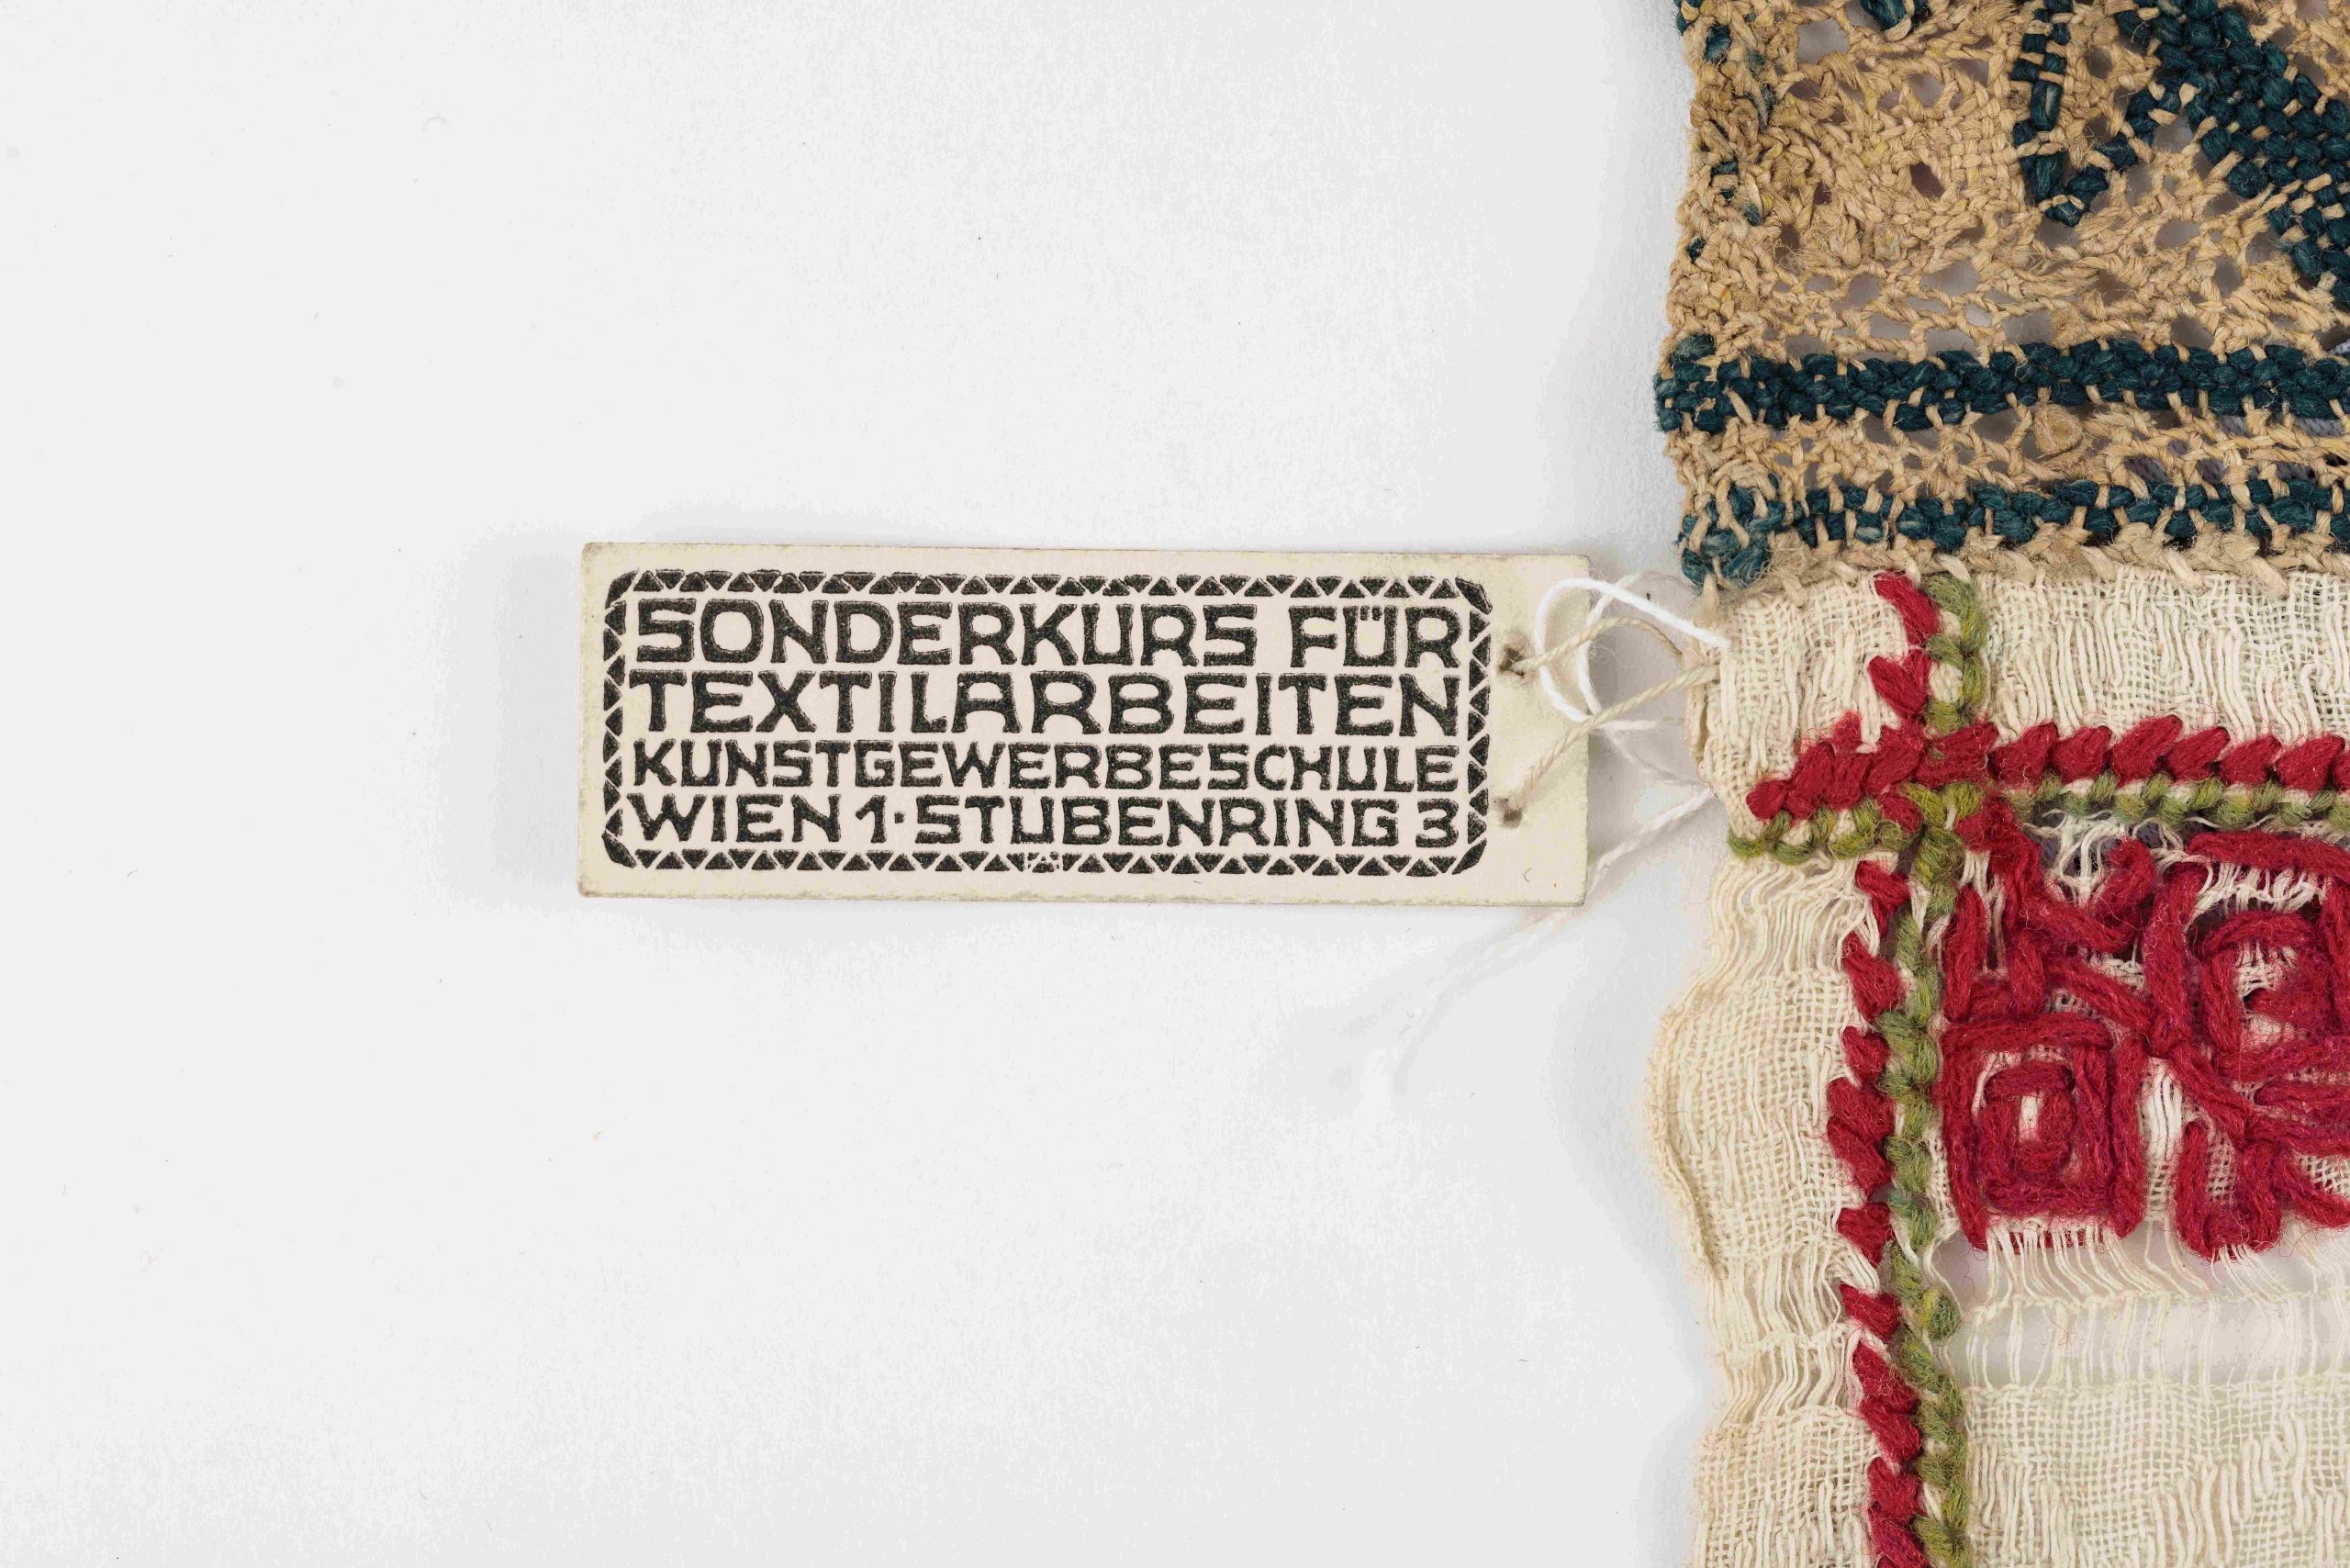 SONDERKURS FÜR
TEXTILARBEITEN
KUNSTGEWERBESCHULE
WIEN 1·STUBENRING 3